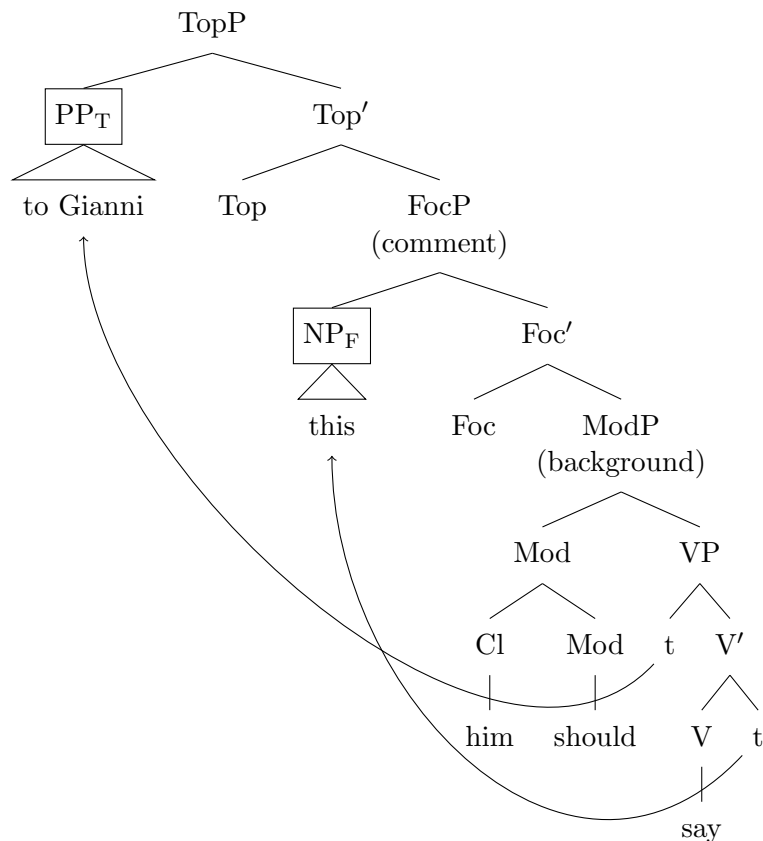 TopP
PP_T Top′
to Gianni Top FocP
(comment)
NP_F Foc′
this Foc ModP
(background)
Mod VP
Cl Mod t V′
him should V t
say